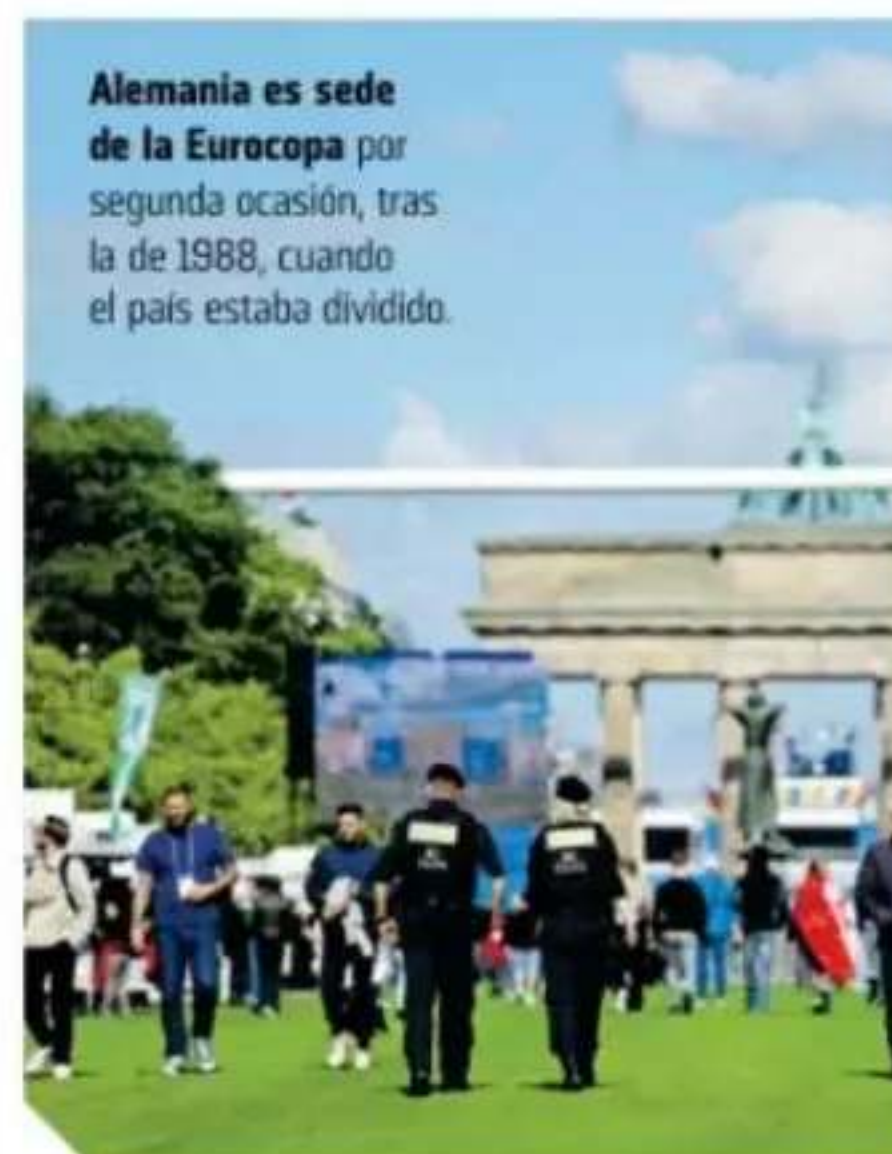 Alemania es sede
de la Eurocopa por
segunda ocasión, tras
la de 1988, cuando
el país estaba dividido.